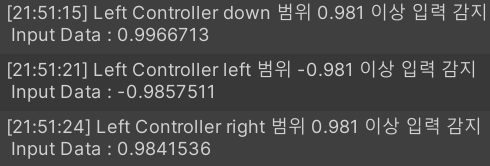 [21:51:15] Left Controller down 범위 0.981 이상 입력 감지
Input Data : 0.9966713
[21:51:21] Left Controller left 범위 -0.981 이상 입력 감지
Input Data : -0.9857511
[21:51:24] Left Controller right 범위 0.981 이상 입력 감지
Input Data : 0.9841536